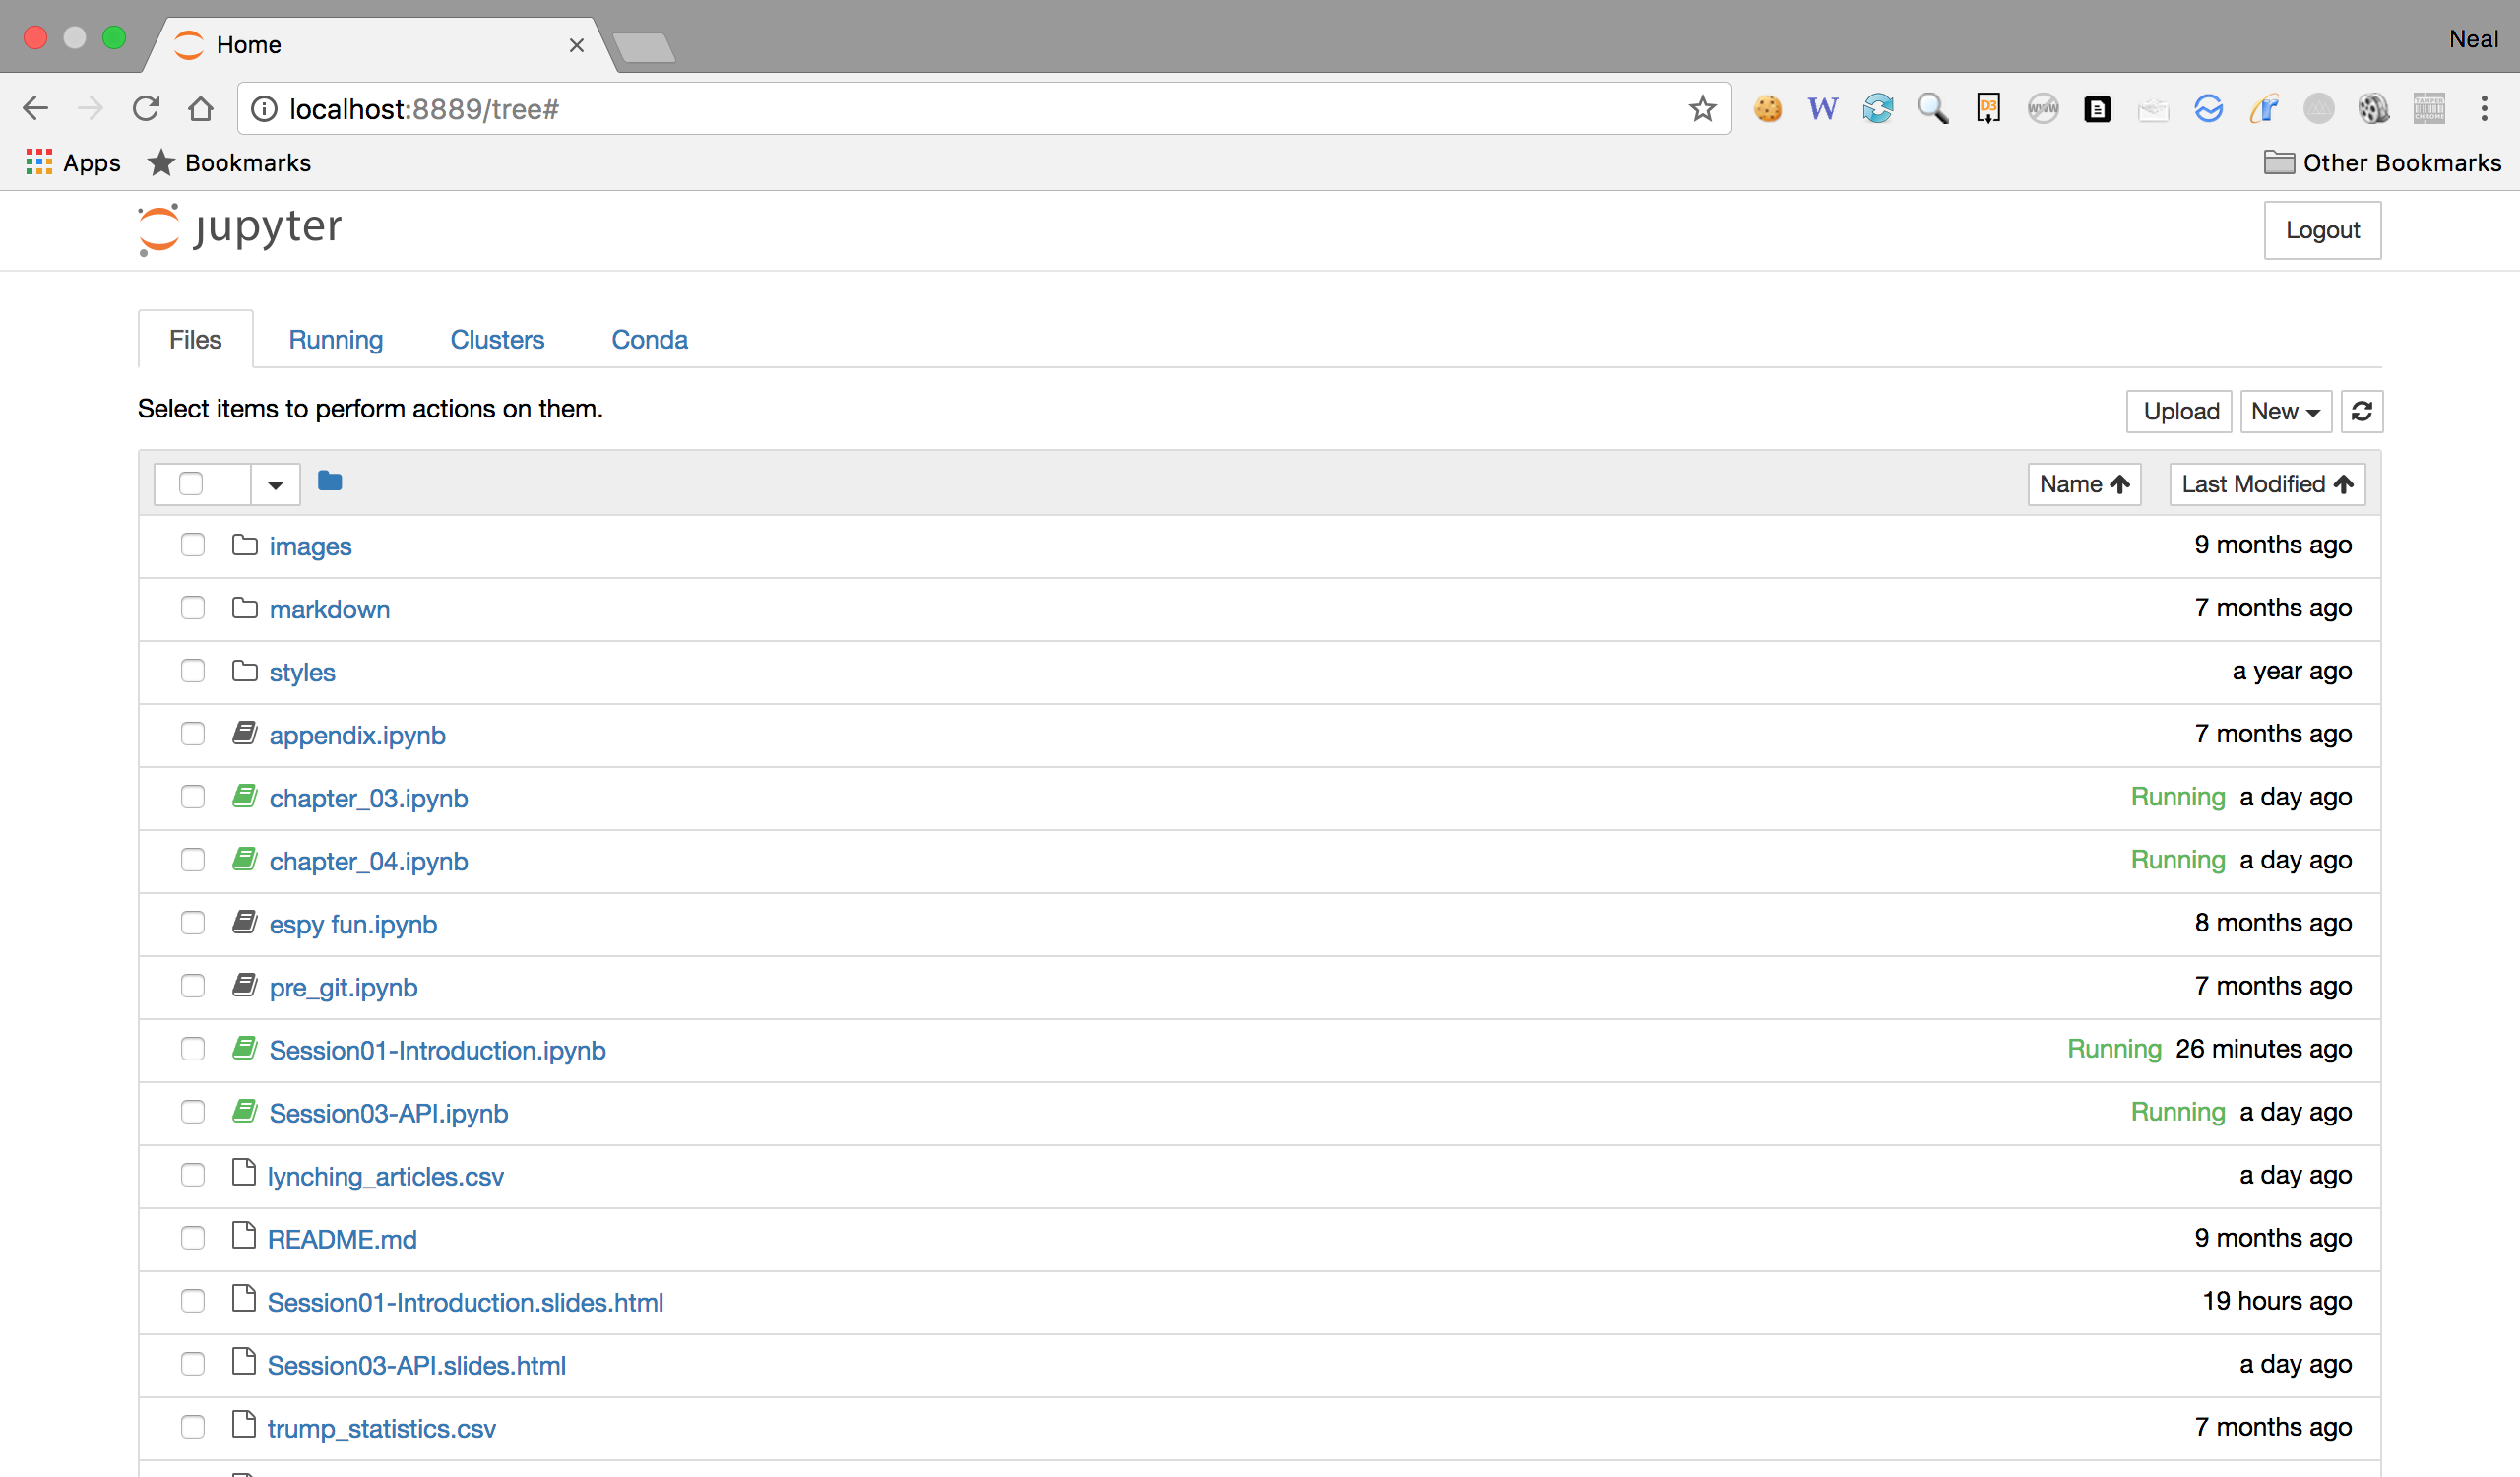 Home
Neal
localhost:8889/tree#
W
D3
WWW
TAMPER
CHROME
Apps
Bookmarks
Other Bookmarks
jupyter
Logout
Files Running Clusters Conda
Select items to perform actions on them.
Upload New
Name Last Modified
images 9 months ago
markdown 7 months ago
styles a year ago
appendix.ipynb 7 months ago
chapter_03.ipynb Running a day ago
chapter_04.ipynb Running a day ago
espy fun.ipynb 8 months ago
pre_git.ipynb 7 months ago
Session01-Introduction.ipynb Running 26 minutes ago
Session03-API.ipynb Running a day ago
lynching_articles.csv a day ago
README.md 9 months ago
Session01-Introduction.slides.html 19 hours ago
Session03-API.slides.html a day ago
trump_statistics.csv 7 months ago